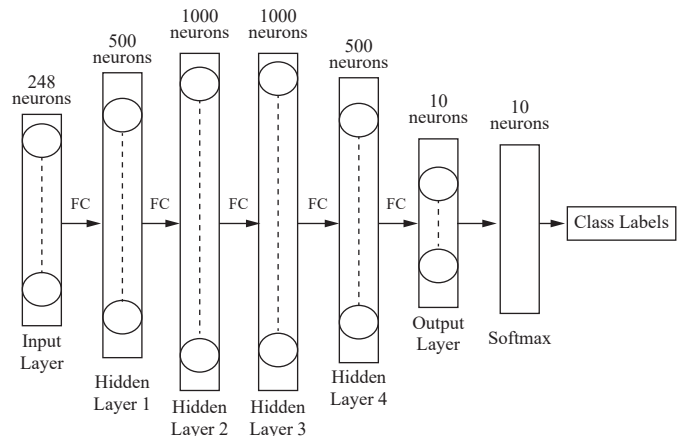 248
neurons
Input
Layer
FC
500
neurons
Hidden
Layer 1
FC
1000
neurons
Hidden
Layer 2
FC
1000
neurons
Hidden
Layer 3
FC
500
neurons
Hidden
Layer 4
FC
10
neurons
Output
Layer
10
neurons
Softmax
Class Labels